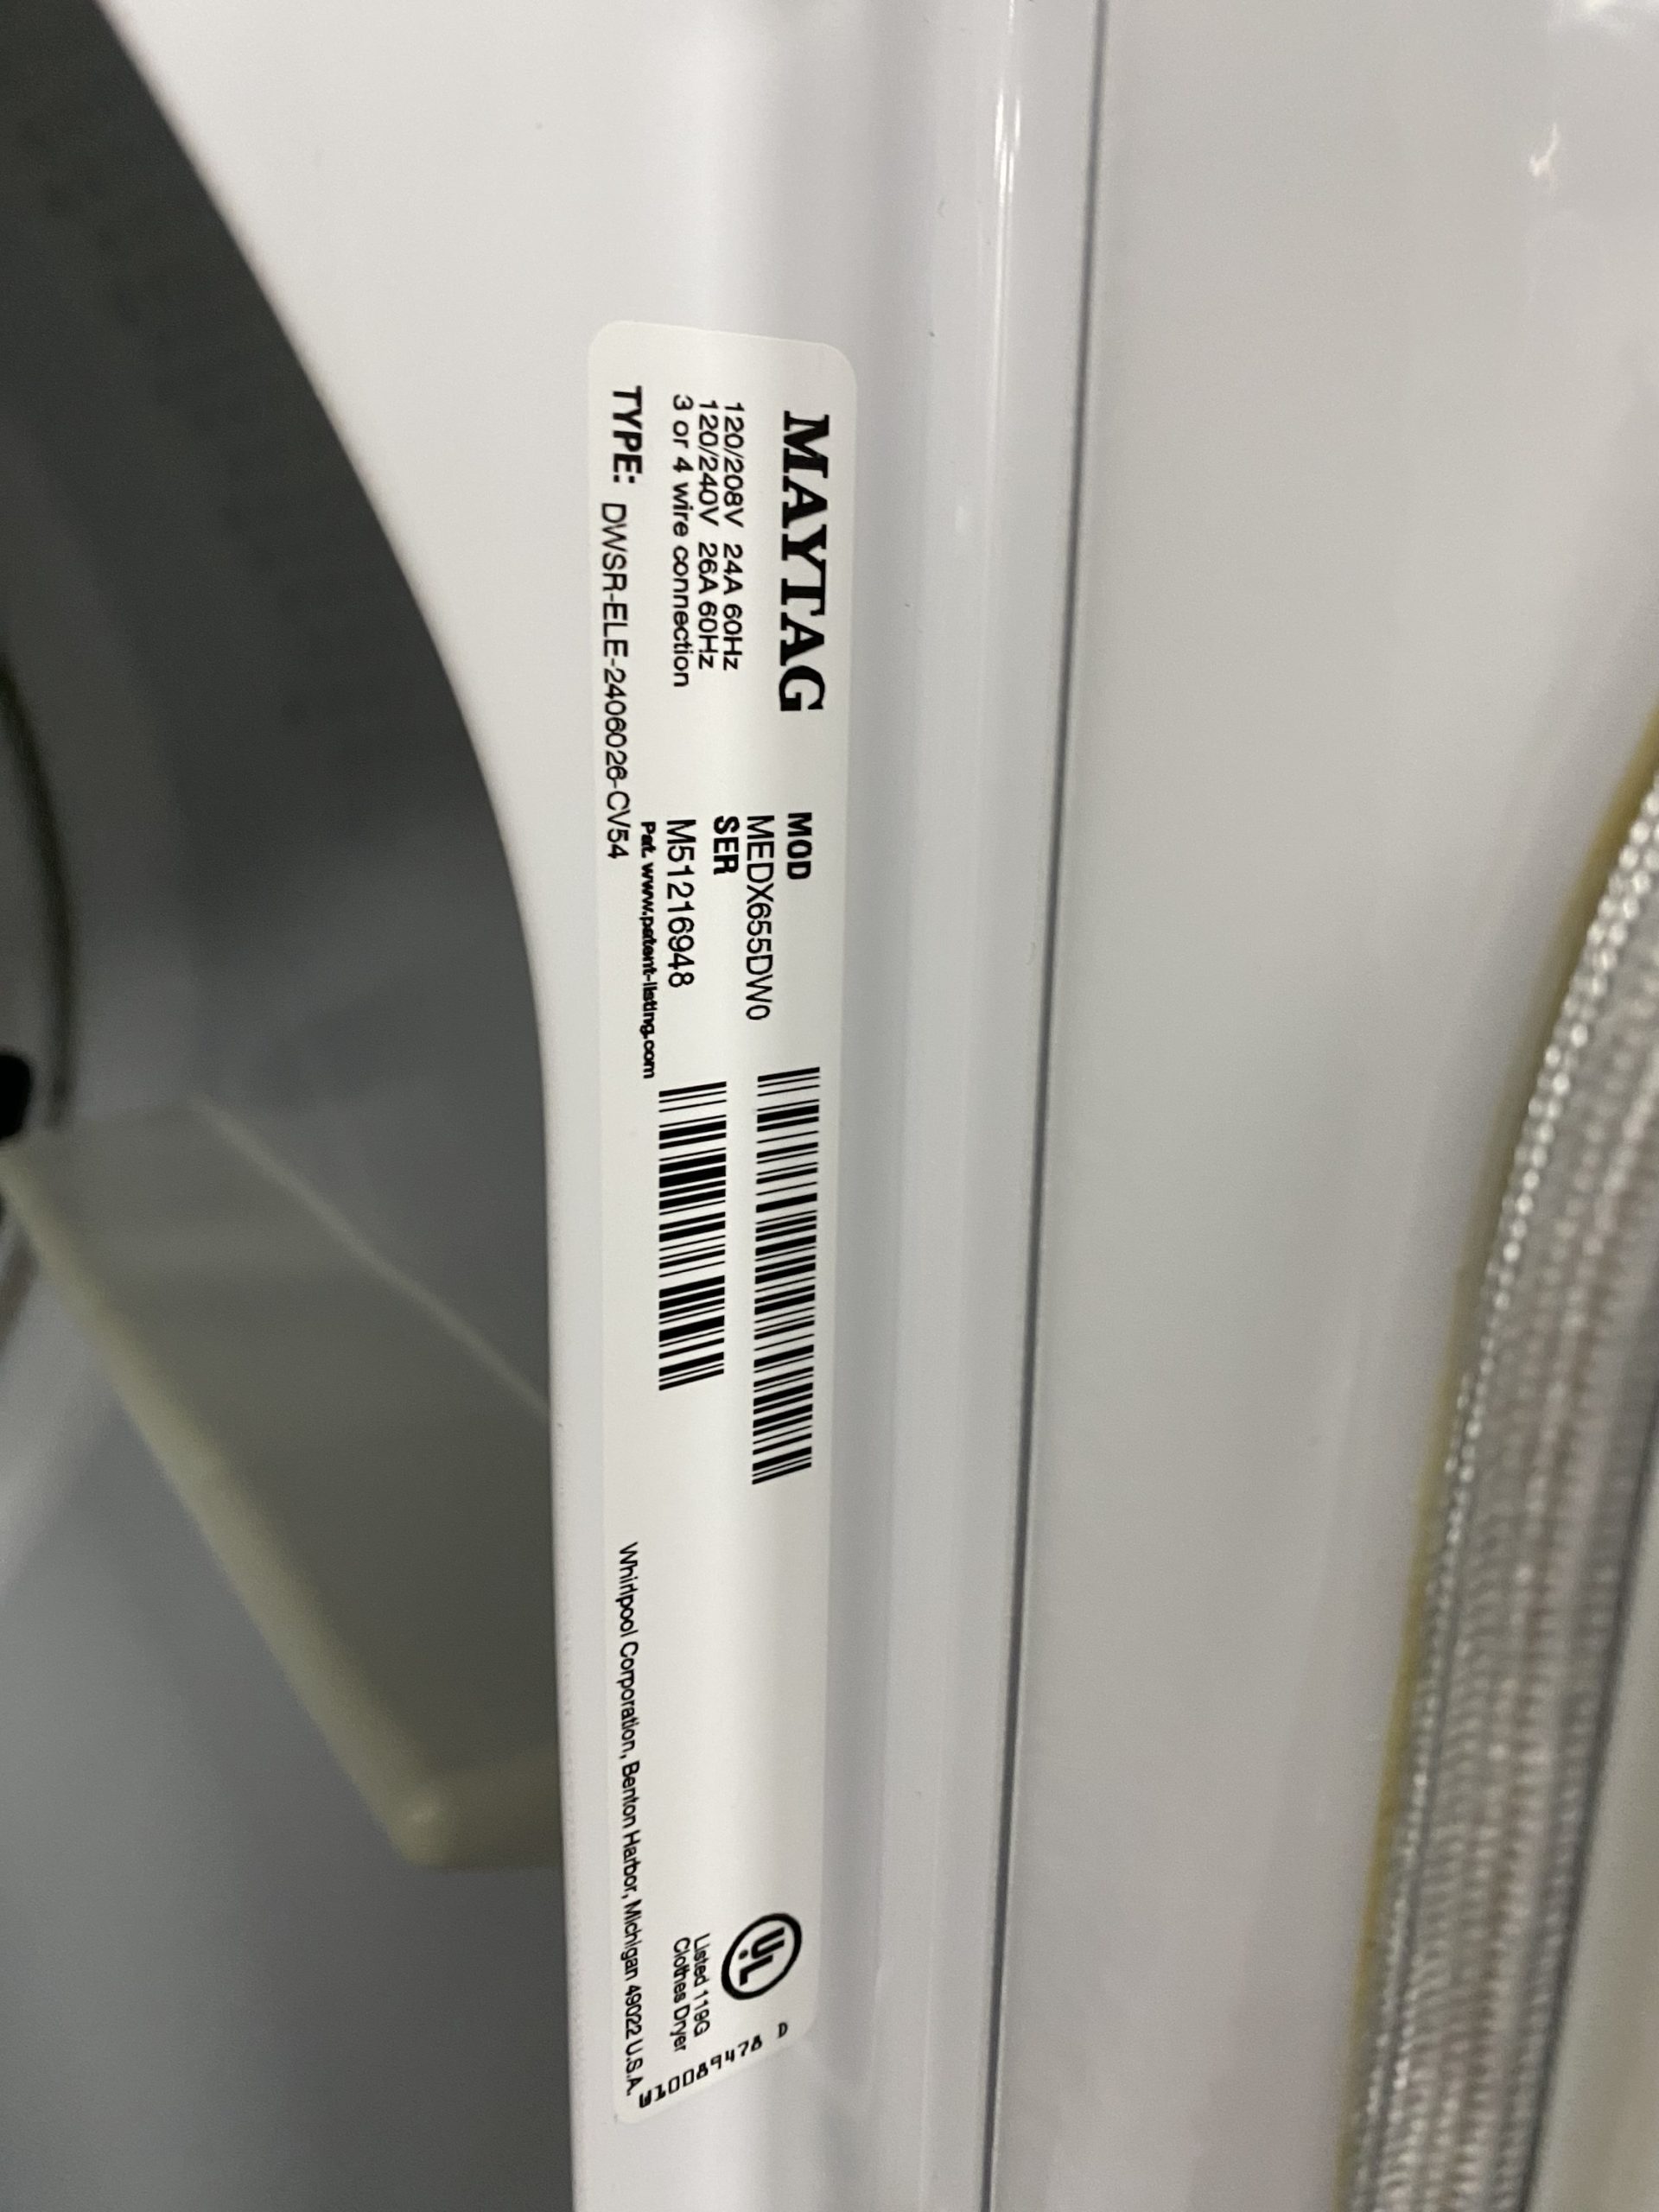 MAYTAG
120/208V 24A 60Hz
120/240V 26A 60Hz
3 or 4 wire connection
TYPE: DWSR-ELE-2406026-CV54
MOD
MEDX655DW0
SER
M51216948
Pat. www.patent-listing.com
Whirlpool Corporation, Benton Harbor, Michigan 49022 U.S.A.
UL
Listed 119G
Clothes Dryer
D